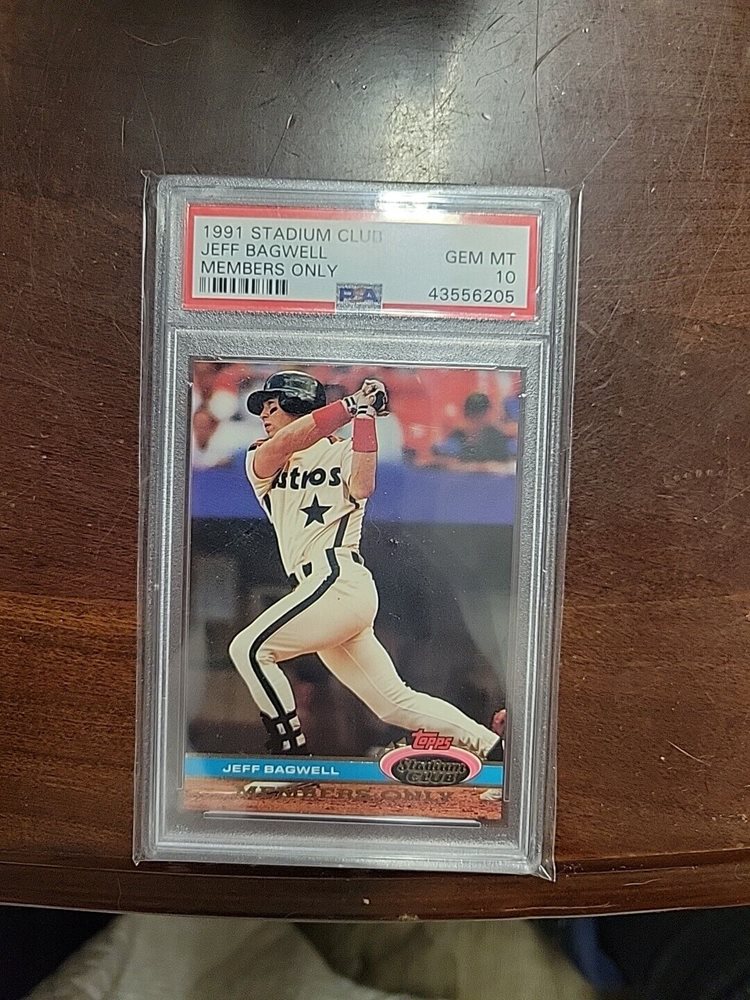 1991 STADIUM CLUB
JEFF BAGWELL
MEMBERS ONLY
GEM MT
10
43556205
PSA
Astros
Topps
Stadium
CLUB
JEFF BAGWELL
MEMBERS ONLY